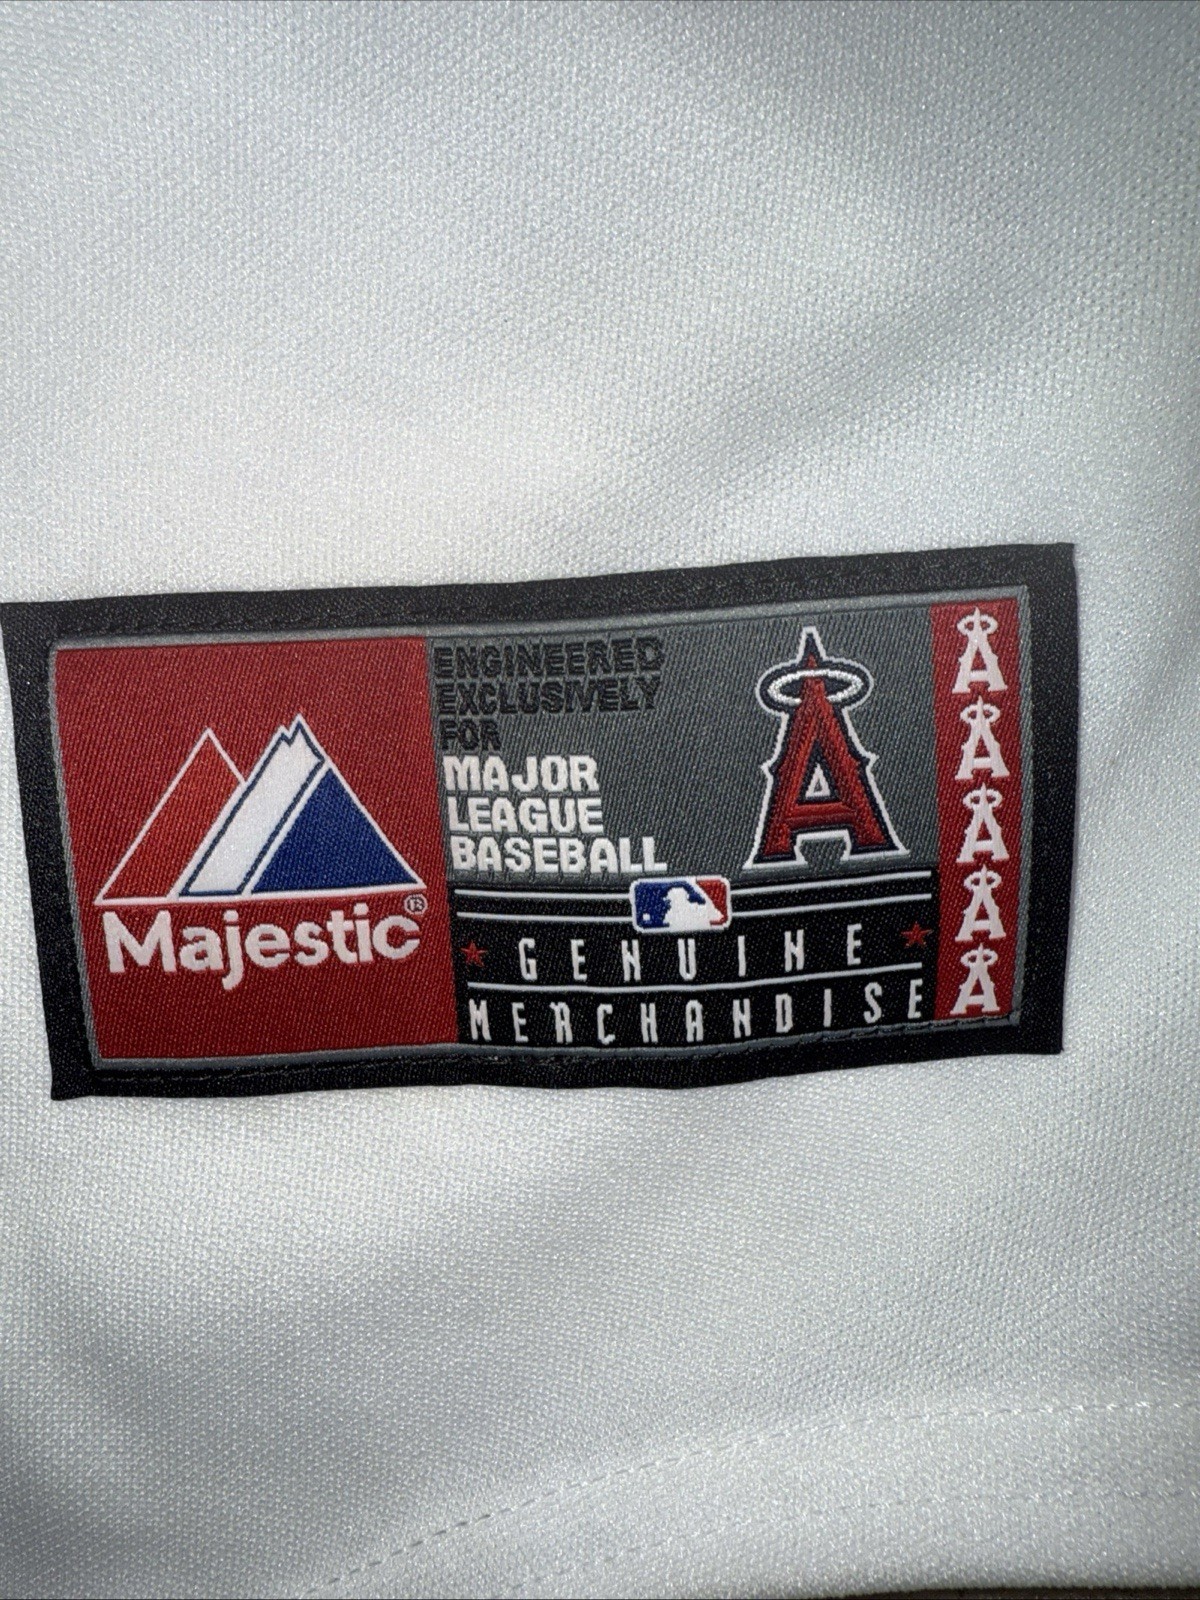 Majestic®
ENGINEERED
EXCLUSIVELY
FOR
MAJOR
LEAGUE
BASEBALL
GENUINE
MERCHANDISE
A
A
A
A
A
A